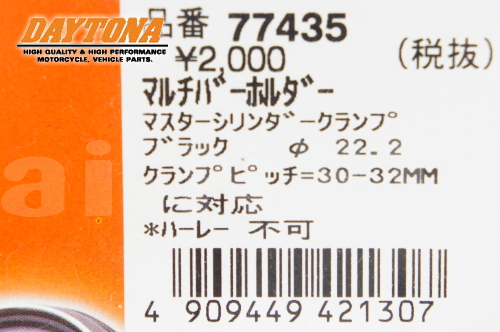 DAYTONA
HIGH QUALITY & HIGH PERFORMANCE
MOTORCYCLE. VEHICLE PARTS.
品番 77435
¥2,000 (税抜)
マルチバーホルダー
マスターシリンダークランプ
ブラック φ 22.2
クランプピッチ=30-32MM
に対応
*ハーレー 不可
4 909449 421307